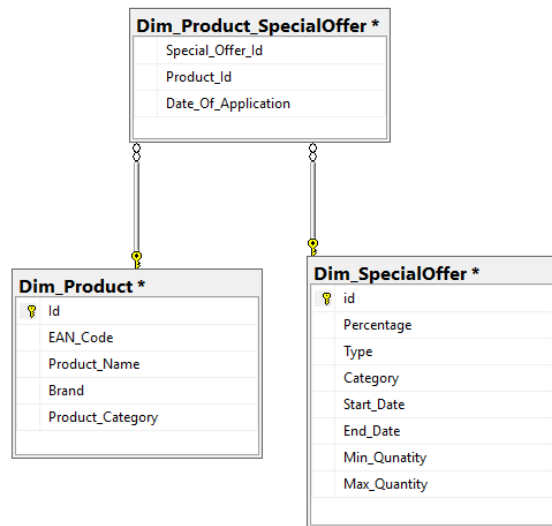 Dim_Product_SpecialOffer *
Special_Offer_Id
Product_Id
Date_Of_Application
Dim_Product *
Id
EAN_Code
Product_Name
Brand
Product_Category
Dim_SpecialOffer *
id
Percentage
Type
Category
Start_Date
End_Date
Min_Qunatity
Max_Quantity